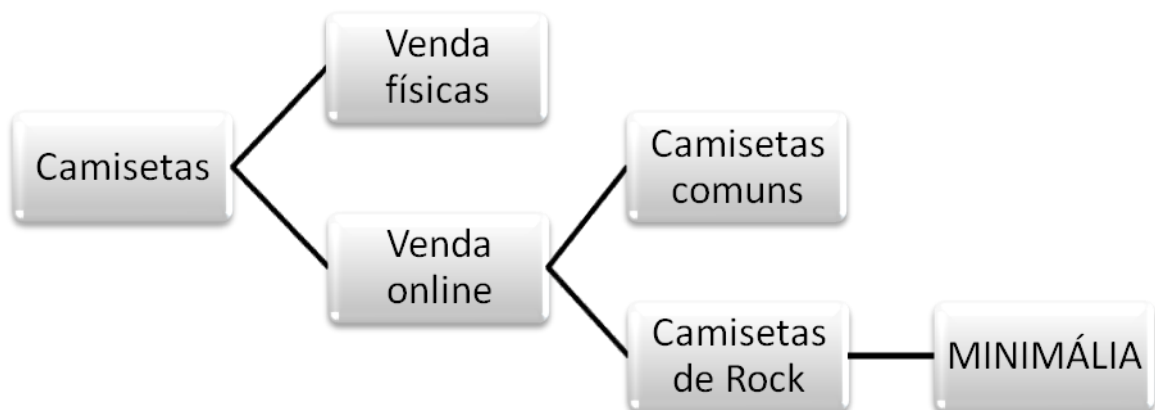 Camisetas
Venda
físicas
Venda
online
Camisetas
comuns
Camisetas
de Rock
MINIMÁLIA